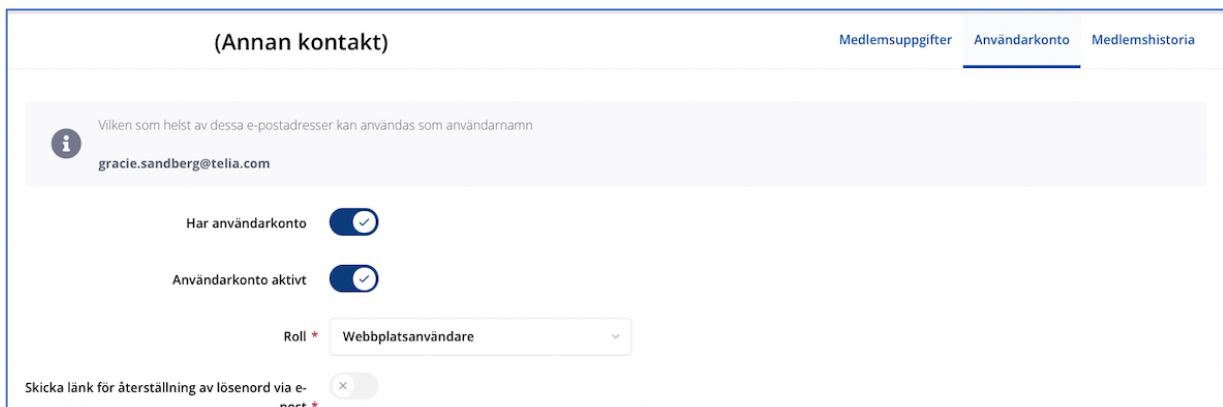 (Annan kontakt)
Medlemsuppgifter Användarkonto Medlemshistoria
Vilken som helst av dessa e-postadresser kan användas som användarnamn
gracie.sandberg@telia.com
Har användarkonto
Användarkonto aktivt
Roll * Webbplatsanvändare
Skicka länk för återställning av lösenord via e-
post *